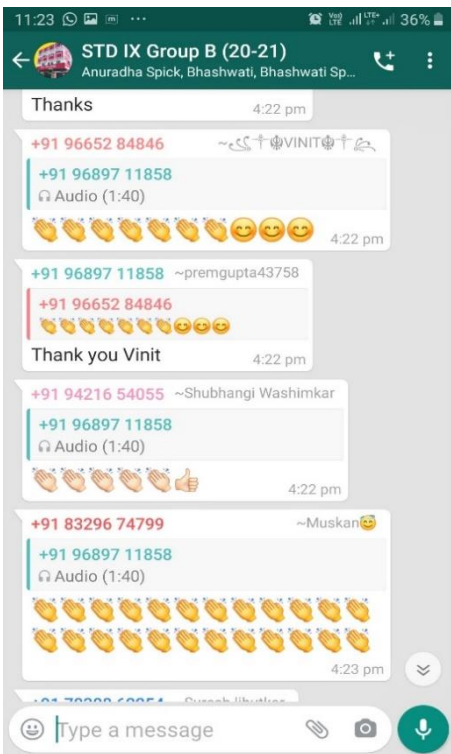 11:23 36%
STD IX Group B (20-21)
Anuradha Spick, Bhashwati, Bhashwati Sp...
Thanks
4:22 pm
+91 96652 84846 ~VINIT
+91 96897 11858
Audio (1:40)
👏👏👏👏👏👏👏😊😊😊
4:22 pm
+91 96897 11858 ~premgupta43758
+91 96652 84846
👏👏👏👏👏👏👏😊😊😊
Thank you Vinit
4:22 pm
+91 94216 54055 ~Shubhangi Washimkar
+91 96897 11858
Audio (1:40)
👏🏻👏🏻👏🏻👏🏻👏🏻👍🏻
4:22 pm
+91 83296 74799 ~Muskan😇
+91 96897 11858
Audio (1:40)
👏👏👏👏👏👏👏👏👏👏👏👏
👏👏👏👏👏👏👏👏👏👏👏👏
4:23 pm
Type a message